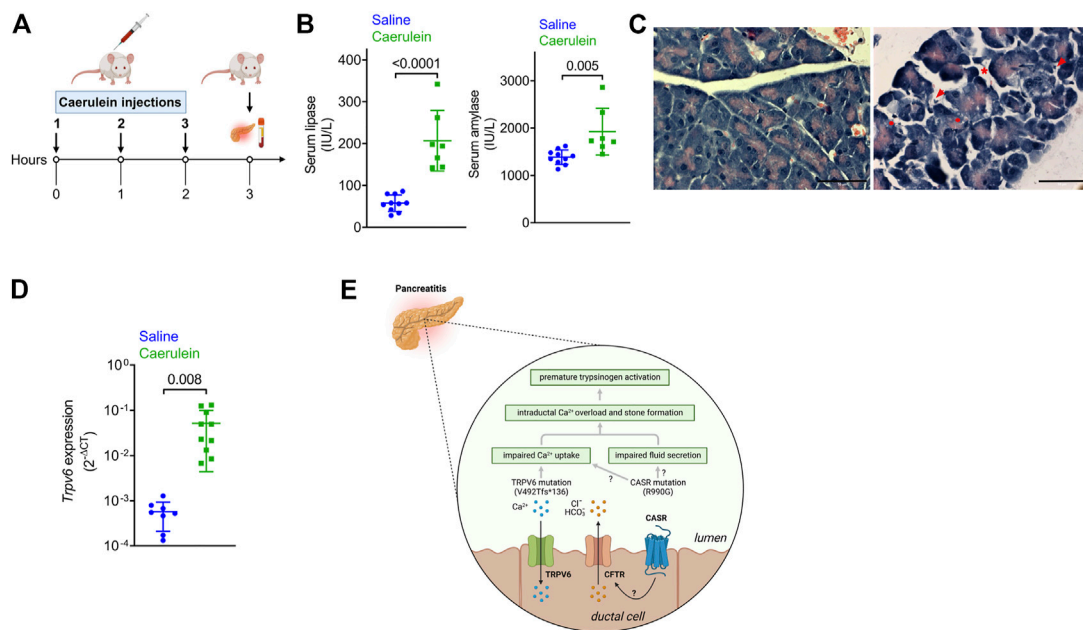 A
Caerulein injections
1 2 3
Hours
0 1 2 3
B
Saline
Caerulein
<0.0001
Serum lipase
(IU/L)
400
300
200
100
0
Saline
Caerulein
0.005
Serum amylase
(IU/L)
3000
2000
1000
0
C
D
Saline
Caerulein
0.008
Trpv6 expression
(2^-ΔCT)
10⁰
10⁻¹
10⁻²
10⁻³
10⁻⁴
E
Pancreatitis
premature trypsinogen activation
intraductal Ca²⁺ overload and stone formation
impaired Ca²⁺ uptake
impaired fluid secretion
? ?
TRPV6 mutation
(V492Tfs*136)
CASR mutation
(R990G)
Ca²⁺
Cl⁻
HCO₃⁻
CASR
lumen
TRPV6
CFTR
?
ductal cell